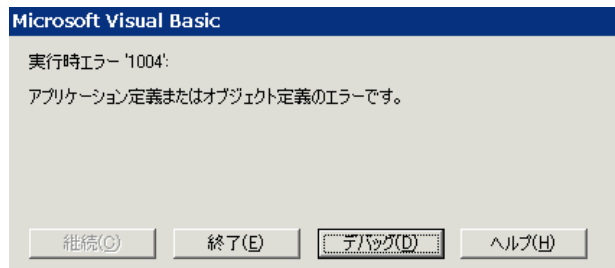 Microsoft Visual Basic
実行時エラー '1004':
アプリケーション定義またはオブジェクト定義のエラーです。
継続(C) 終了(E) デバッグ(D) ヘルプ(H)